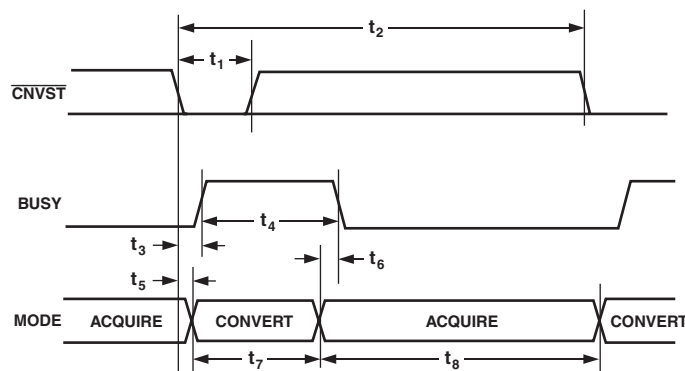 t2
t1
CNVST
BUSY
t4
t3
t6
t5
MODE
ACQUIRE
CONVERT
ACQUIRE
CONVERT
t7
t8